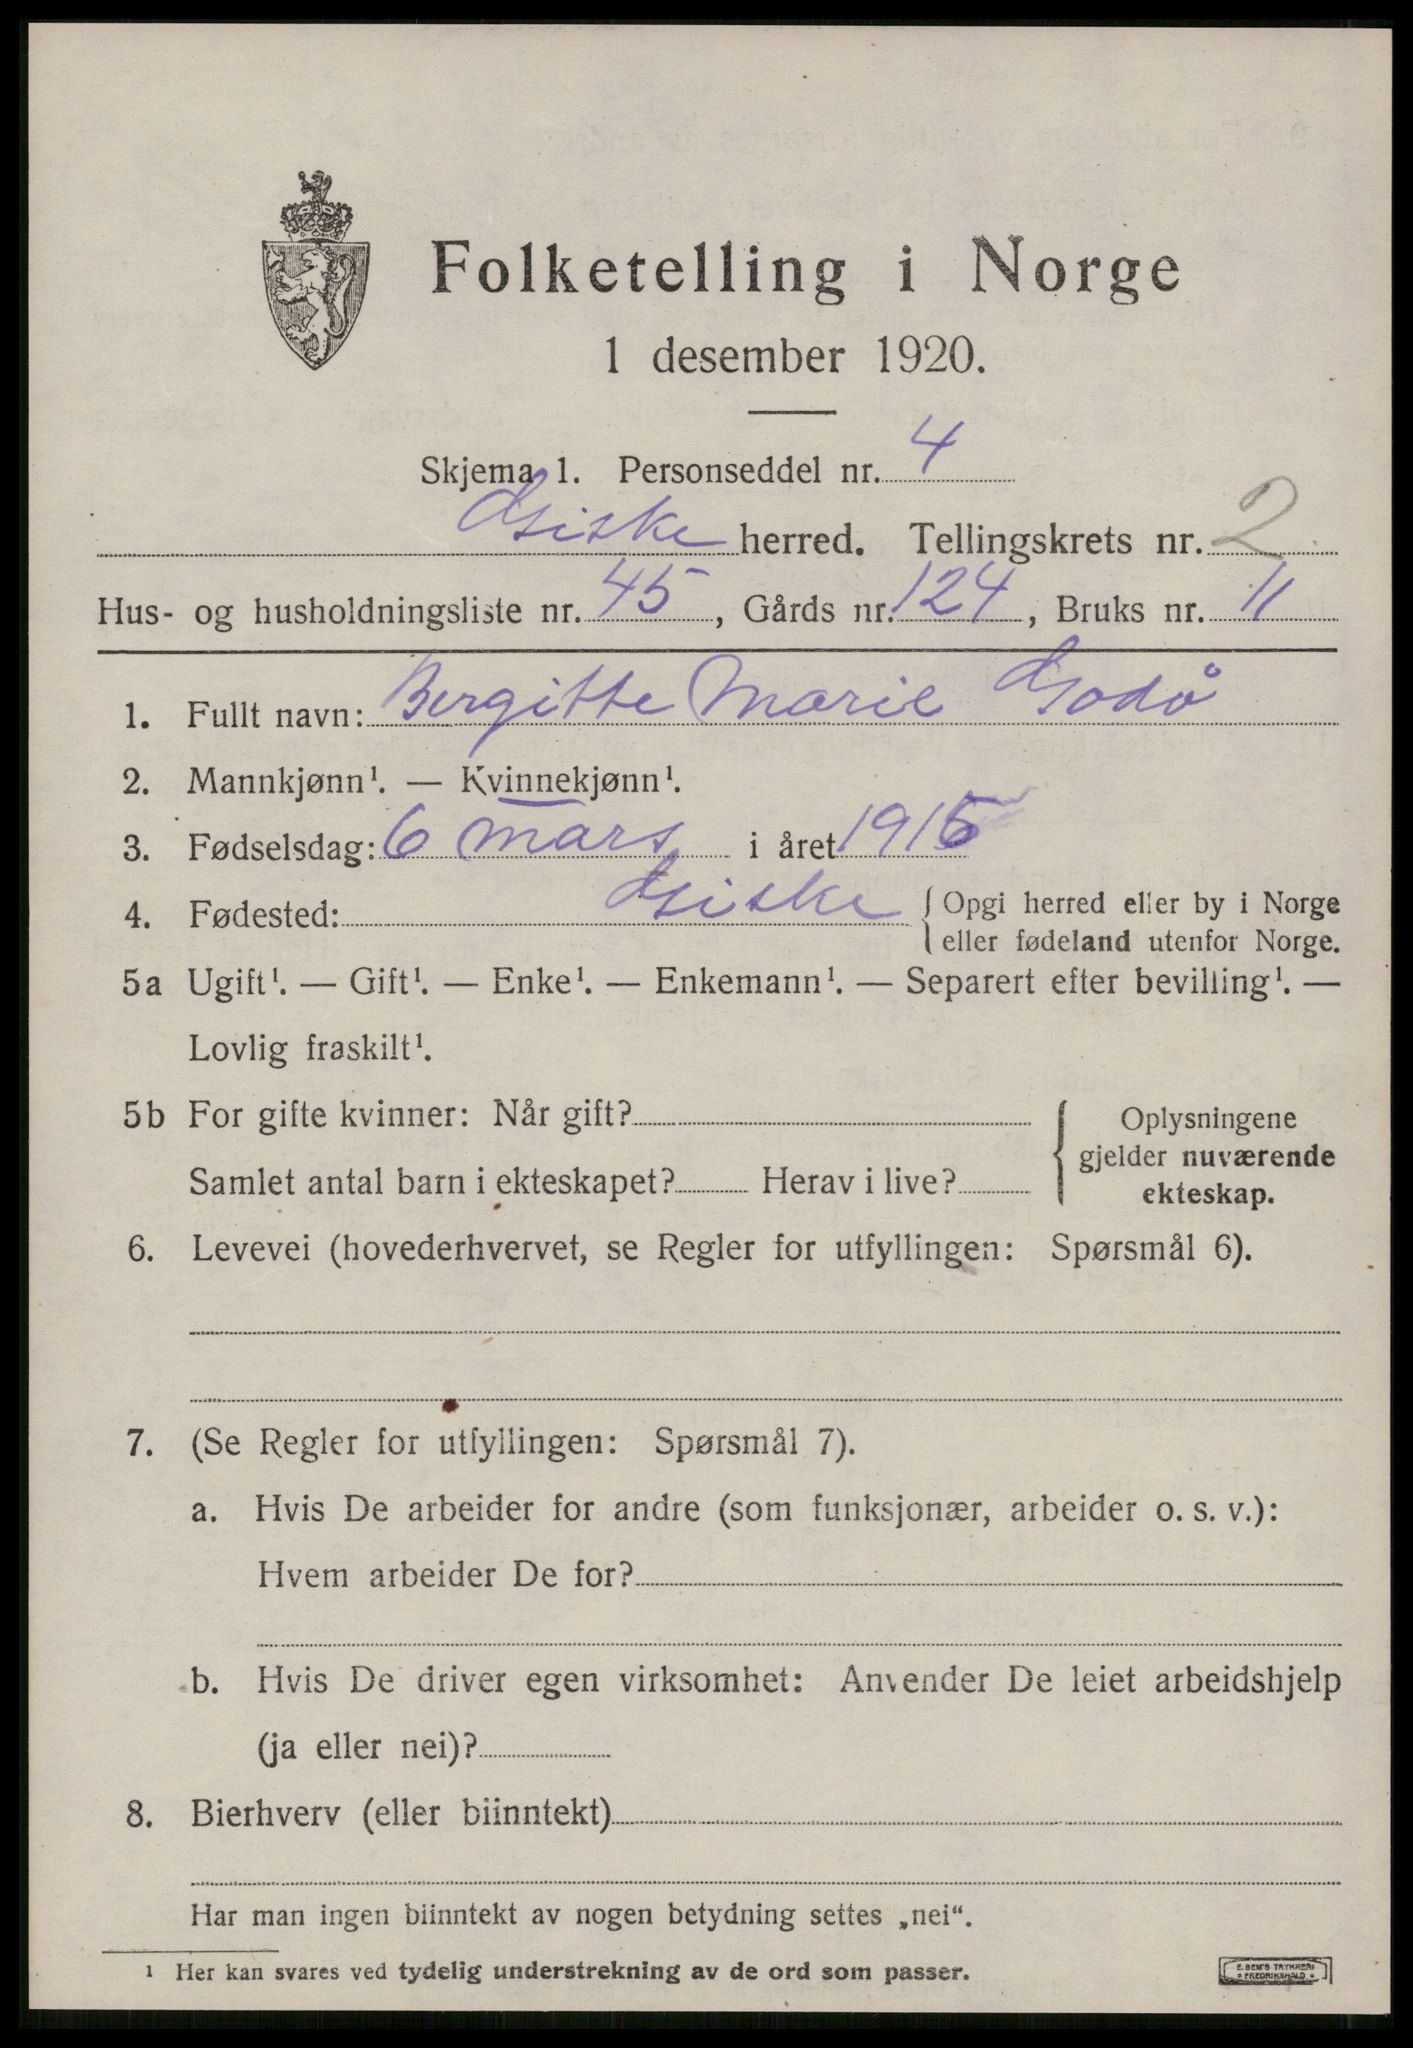 Folketelling i Norge
1 desember 1920.
Skjema 1. Personseddel nr. 4
Giske herred. Tellingskrets nr. 2
Hus- og husholdningsliste nr. 45, Gårds nr. 124, Bruks nr. 11
1. Fullt navn: Bergitte Marie Godø
2. Mannkjønn¹. — Kvinnekjønn¹.
3. Fødselsdag: 6 mars i året 1915
4. Fødested: Giske { Opgi herred eller by i Norge
eller fødeland utenfor Norge.
5a Ugift¹. — Gift¹. — Enke¹. — Enkemann¹. — Separert efter bevilling¹. —
Lovlig fraskilt¹.
5b For gifte kvinner: Når gift?
Samlet antal barn i ekteskapet? Herav i live?
{ Oplysningene
gjelder nuværende
ekteskap.
6. Levevei (hovederhvervet, se Regler for utfyllingen: Spørsmål 6).
7. (Se Regler for utfyllingen: Spørsmål 7).
a. Hvis De arbeider for andre (som funksjonær, arbeider o. s. v.):
Hvem arbeider De for?
b. Hvis De driver egen virksomhet: Anvender De leiet arbeidshjelp
(ja eller nei)?
8. Bierhverv (eller biinntekt)
Har man ingen biinntekt av nogen betydning settes „nei“.
¹ Her kan svares ved tydelig understrekning av de ord som passer.
E. SEM'S TRYKKERI
* FREDRIKSHALD *